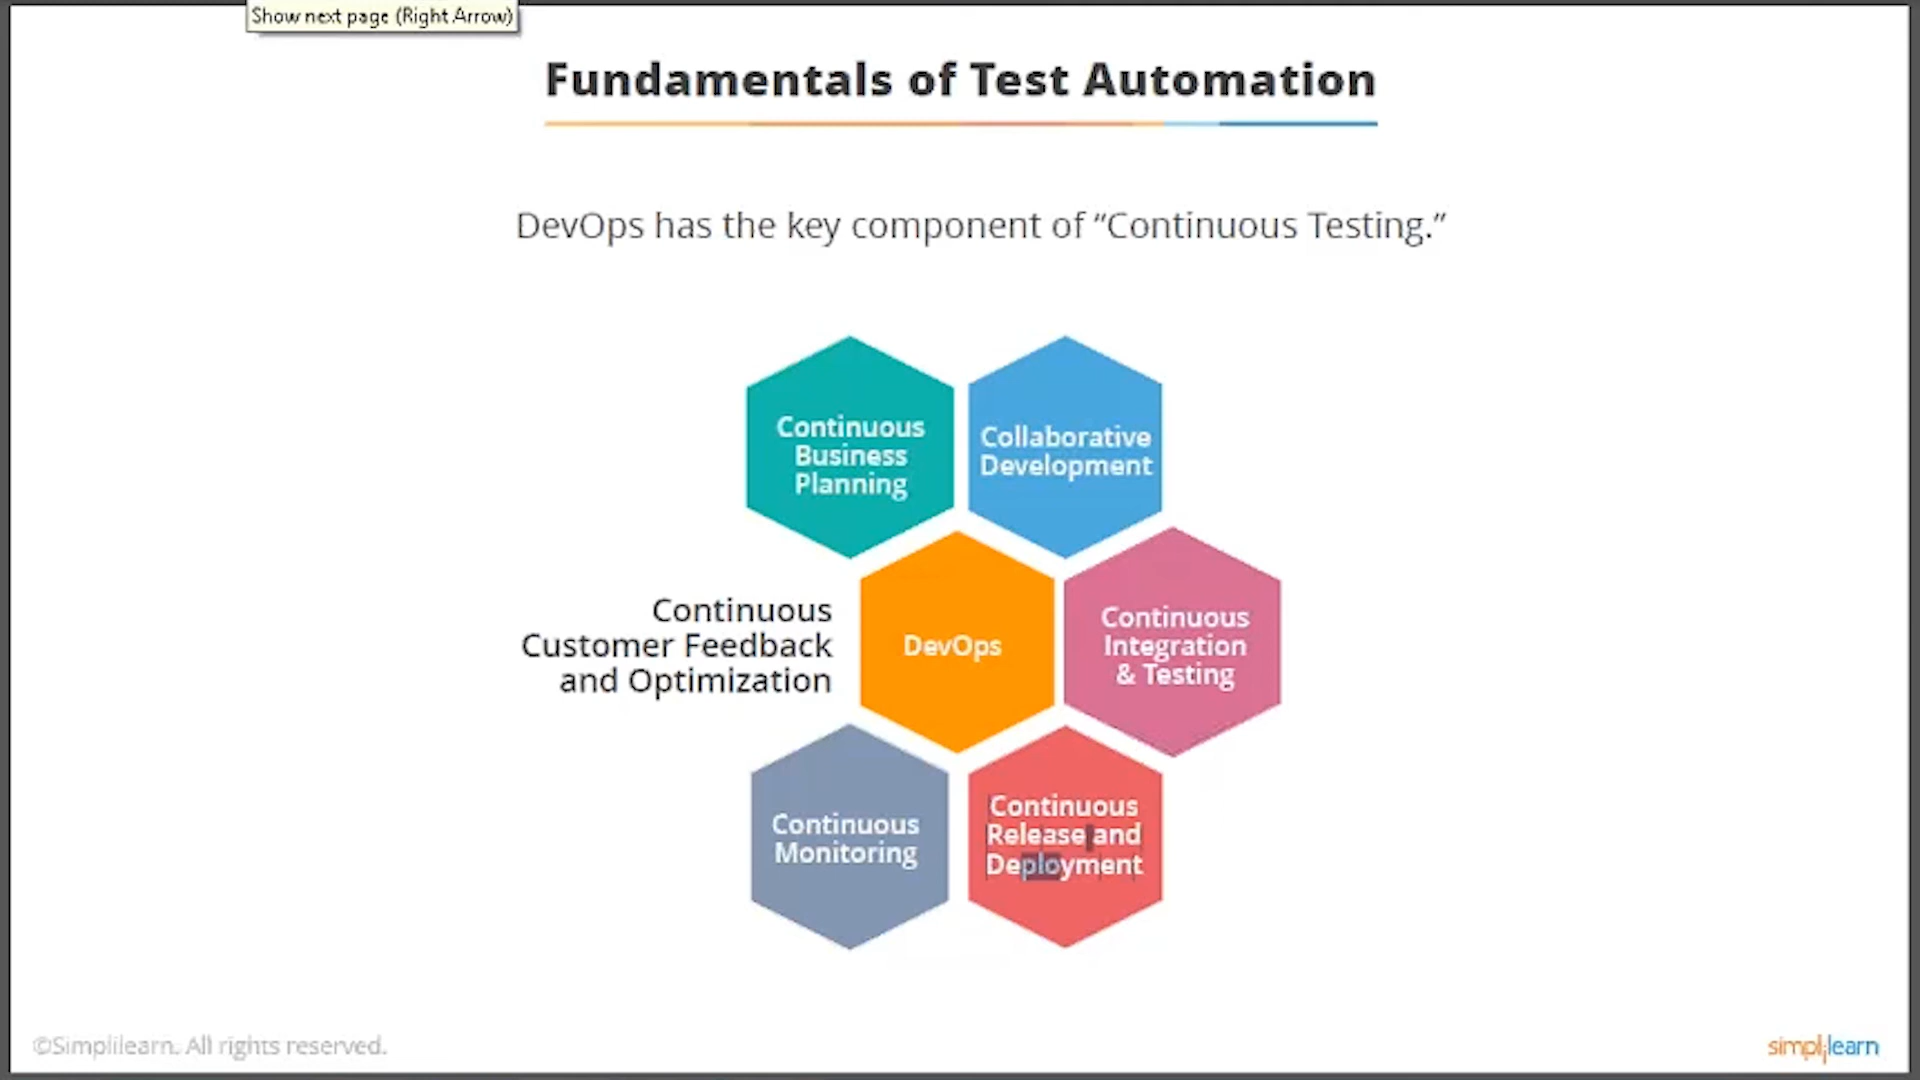 Show next page (Right Arrow)
Fundamentals of Test Automation
DevOps has the key component of “Continuous Testing.”
Continuous
Business
Planning
Collaborative
Development
Continuous
Customer Feedback
and Optimization
DevOps
Continuous
Integration
& Testing
Continuous
Monitoring
Continuous
Release and
Deployment
©Simplilearn. All rights reserved.
simplilearn